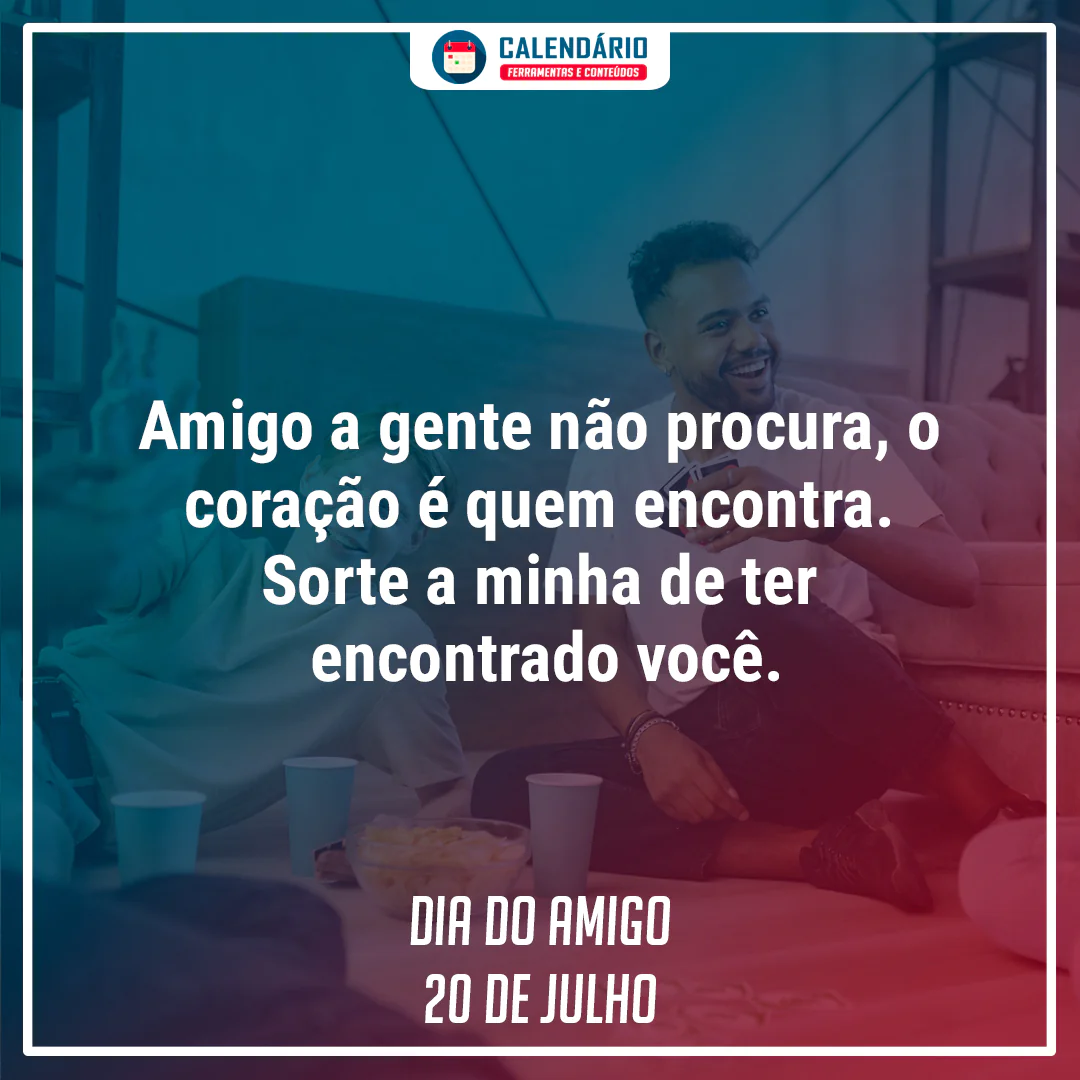 CALENDÁRIO
FERRAMENTAS E CONTEÚDOS
Amigo a gente não procura, o
coração é quem encontra.
Sorte a minha de ter
encontrado você.
DIA DO AMIGO
20 DE JULHO